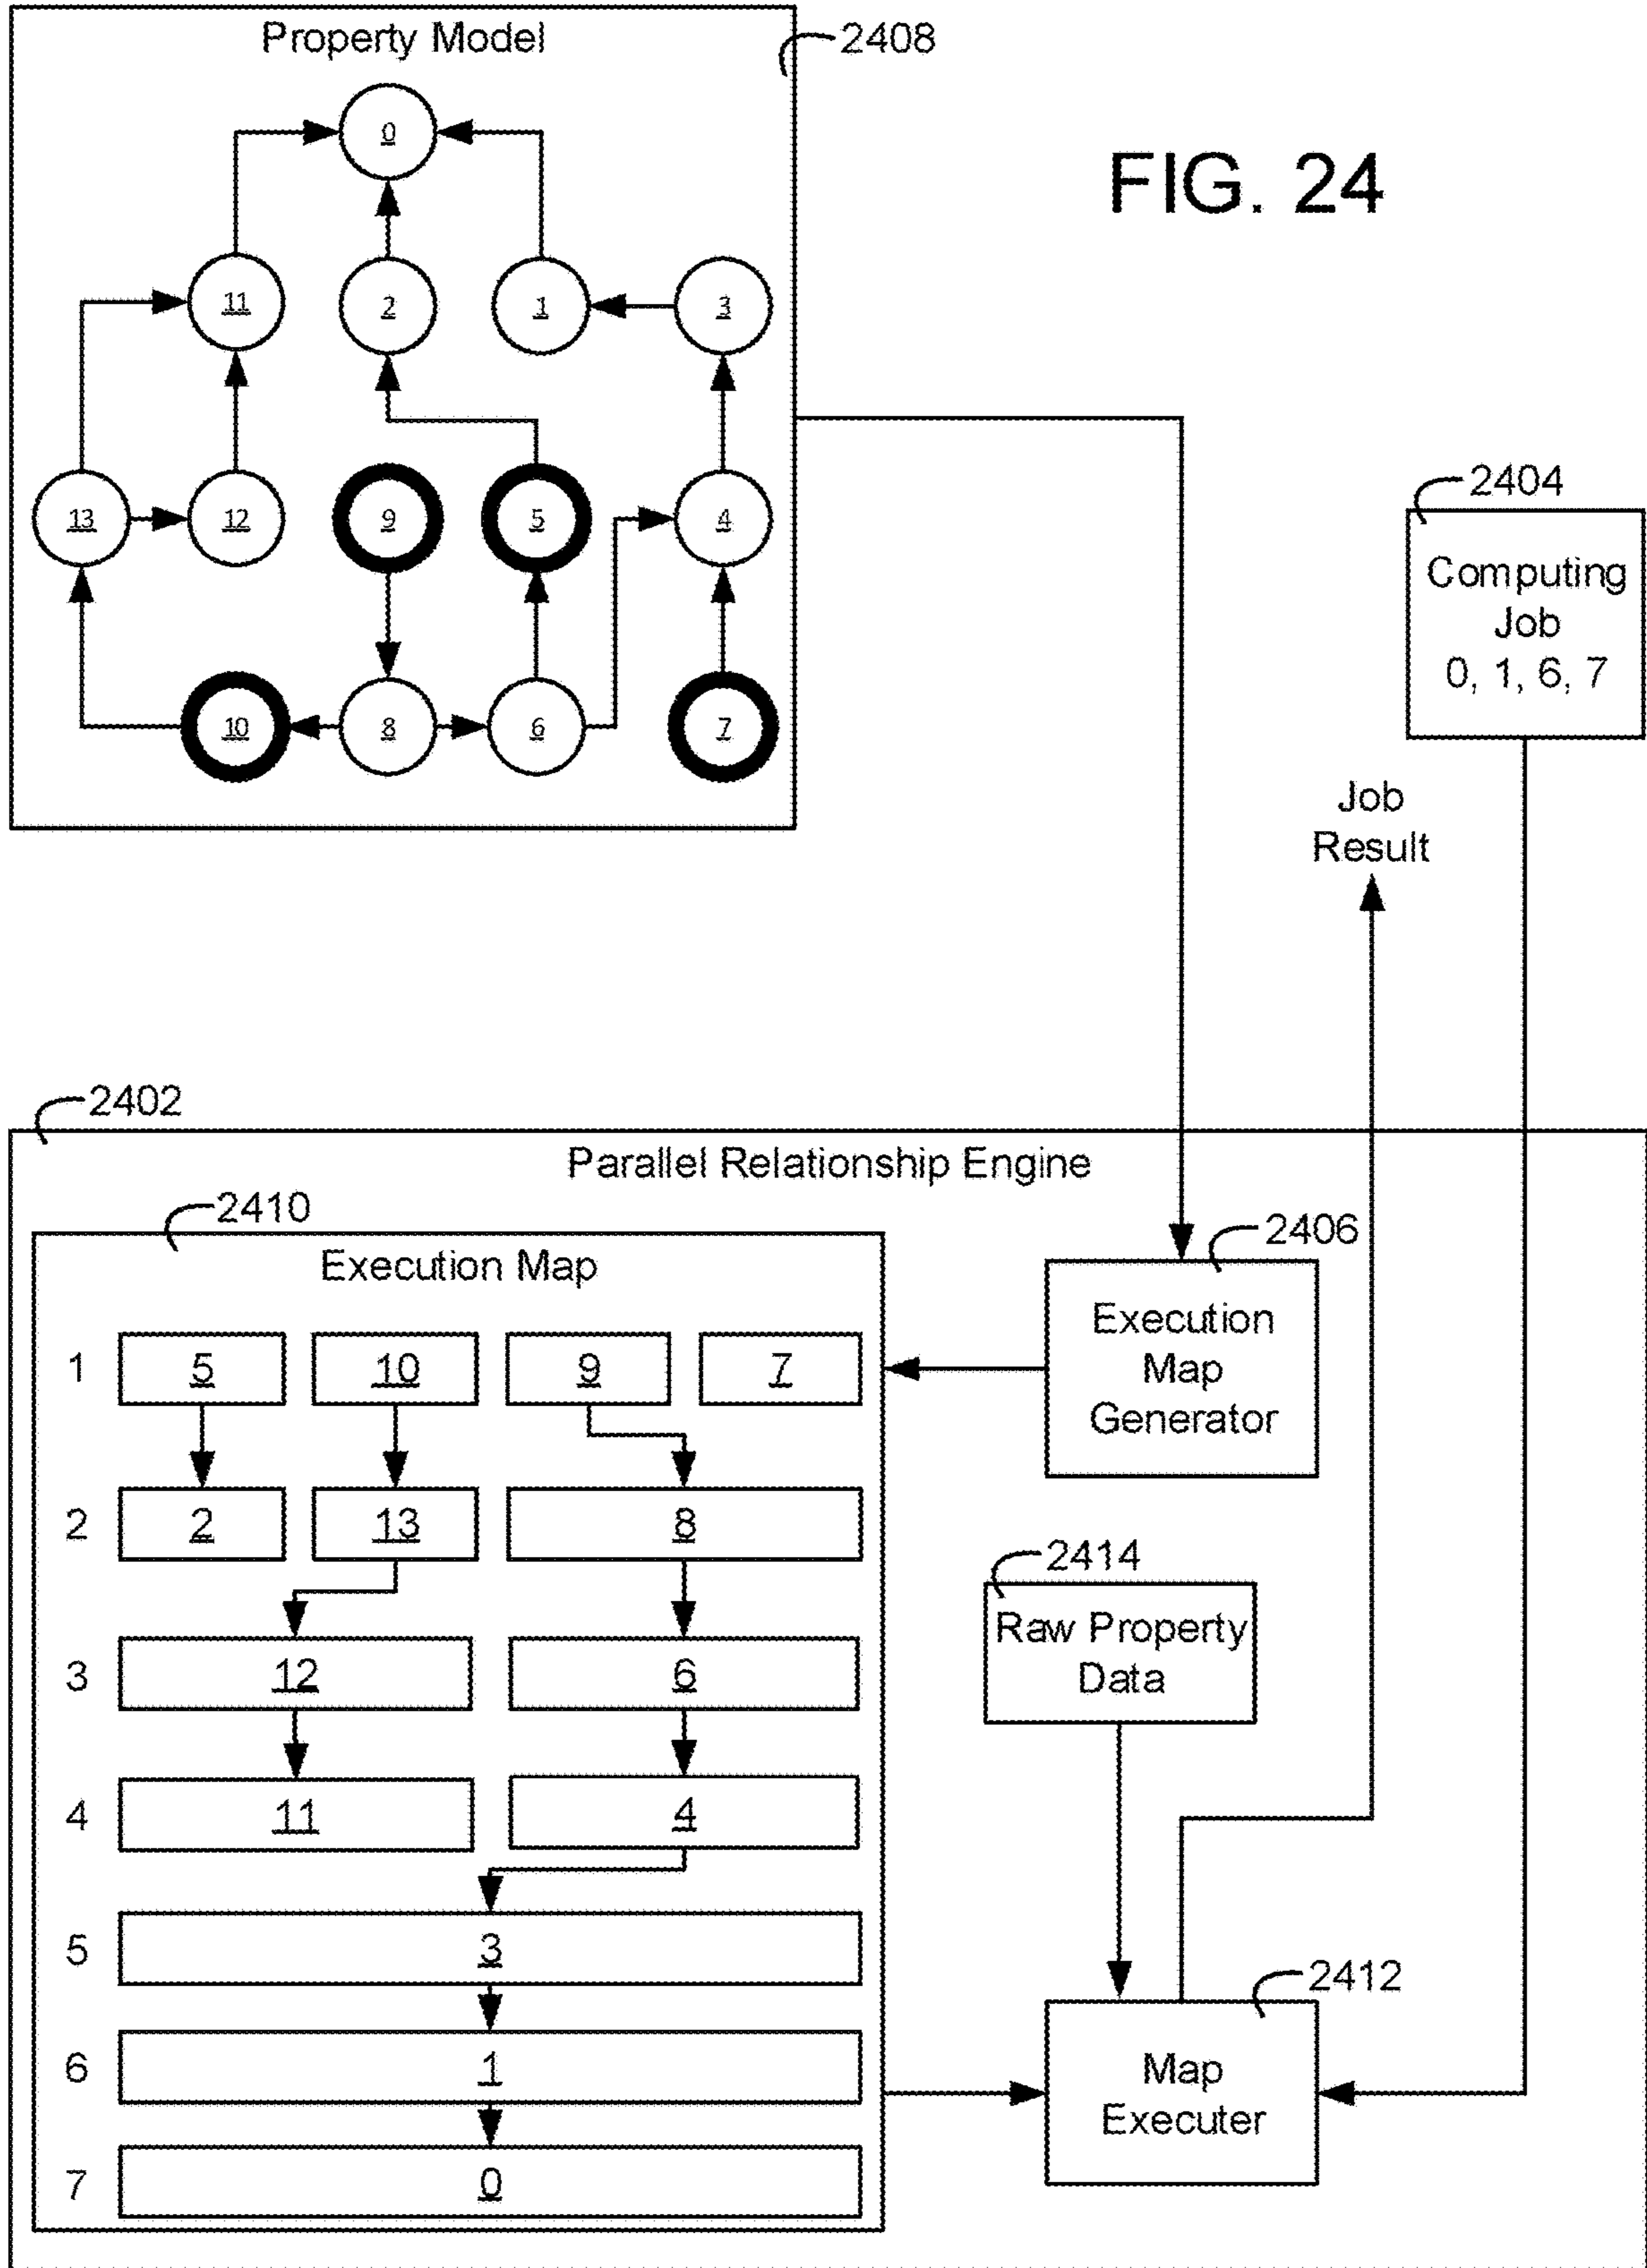 Property Model
2408
0
FIG. 24
11
2
1
3
13
12
9
5
4
10
8
6
7
2404
Computing
Job
0, 1, 6, 7
Job
Result
2402
Parallel Relationship Engine
2410
Execution Map
2406
Execution
Map
Generator
1
5
10
9
7
2
2
13
8
2414
Raw Property
Data
3
12
6
4
11
4
5
3
2412
Map
Executer
6
1
7
0